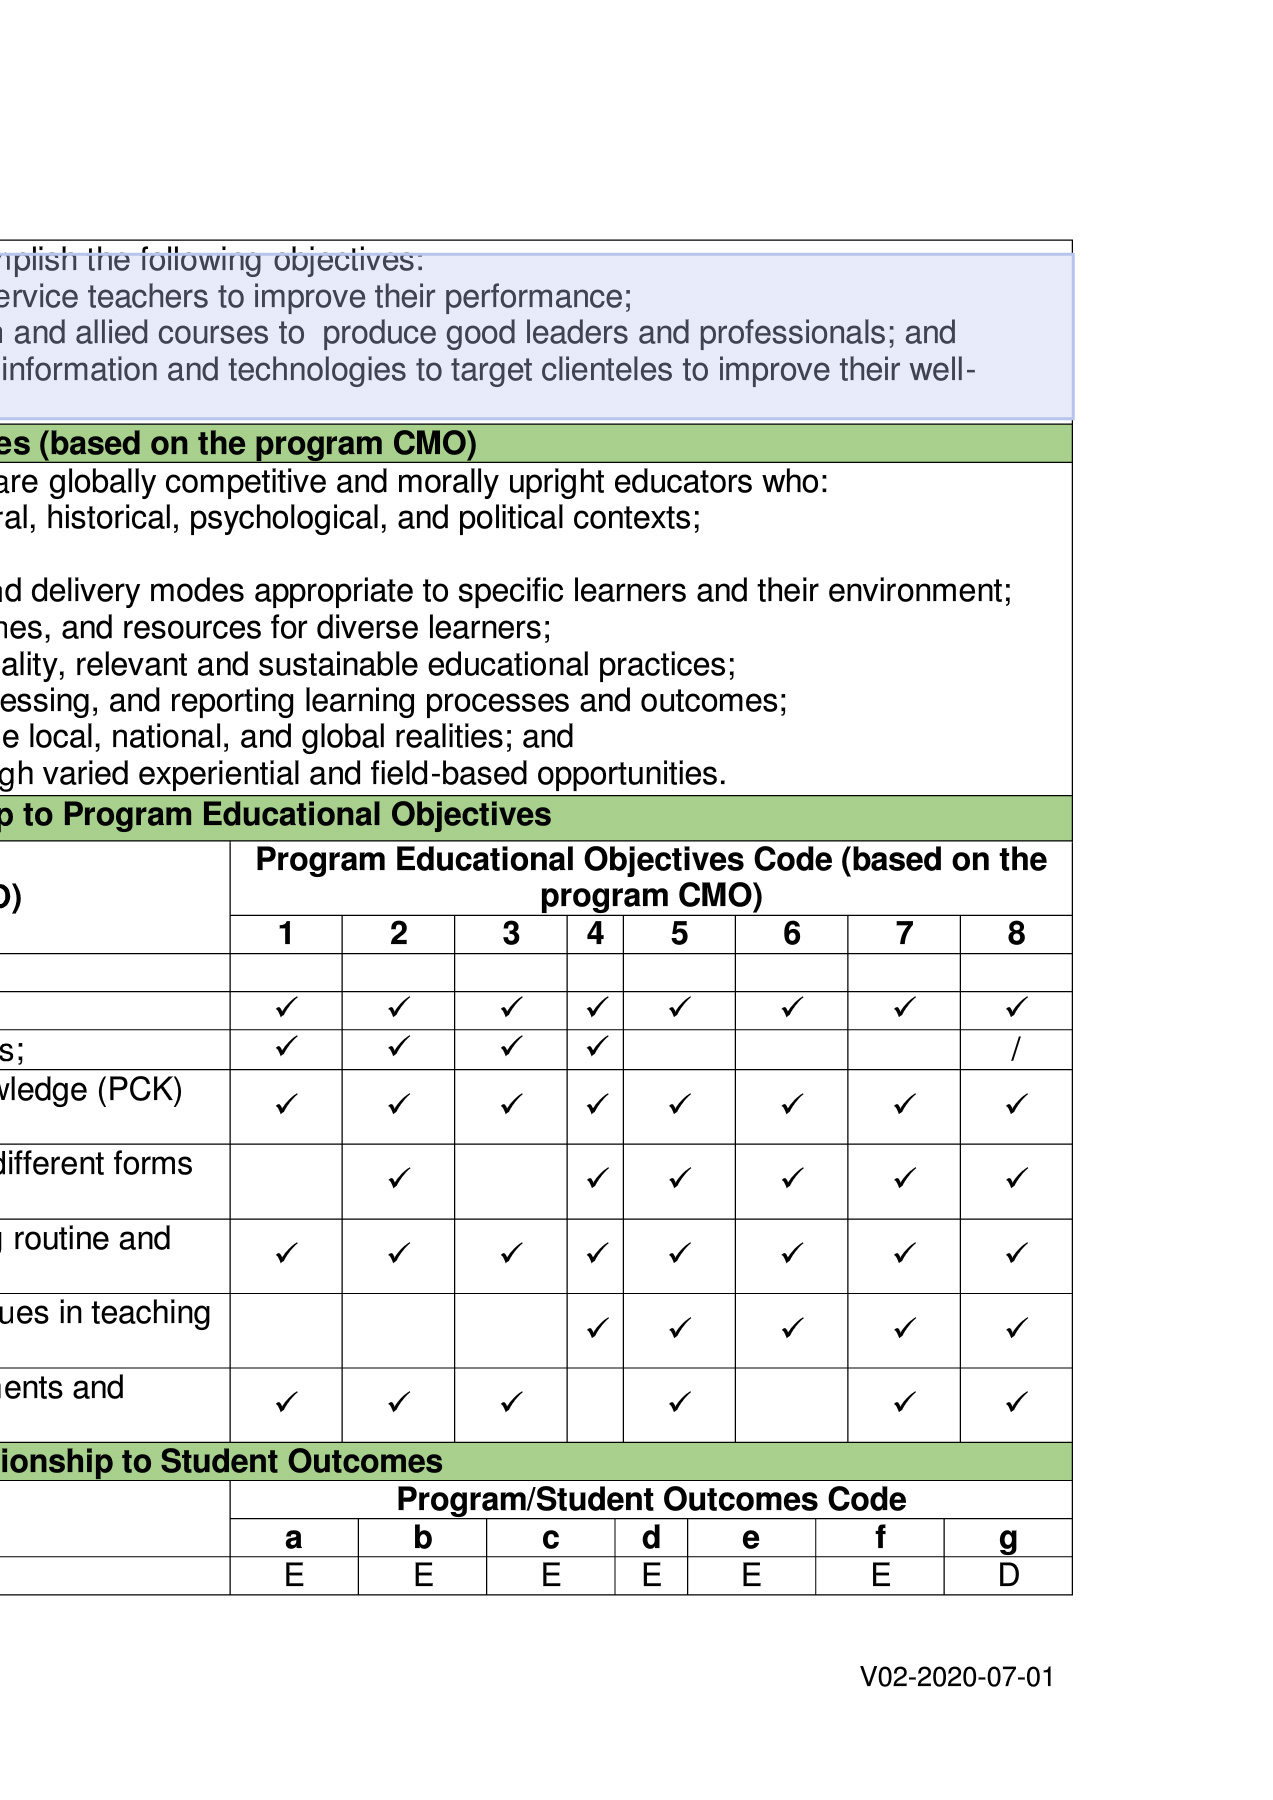 mplish the following objectives:
ervice teachers to improve their performance;
and allied courses to produce good leaders and professionals; and
information and technologies to target clienteles to improve their well-
es (based on the program CMO)
are globally competitive and morally upright educators who:
ral, historical, psychological, and political contexts;
nd delivery modes appropriate to specific learners and their environment;
nes, and resources for diverse learners;
ality, relevant and sustainable educational practices;
essing, and reporting learning processes and outcomes;
e local, national, and global realities; and
gh varied experiential and field-based opportunities.
p to Program Educational Objectives
Program Educational Objectives Code (based on the
O) program CMO)
1 2 3 4 5 6 7 8
✓ ✓ ✓ ✓ ✓ ✓ ✓ ✓
s; ✓ ✓ ✓ ✓ /
wledge (PCK) ✓ ✓ ✓ ✓ ✓ ✓ ✓ ✓
different forms ✓ ✓ ✓ ✓ ✓ ✓
g routine and ✓ ✓ ✓ ✓ ✓ ✓ ✓ ✓
ues in teaching ✓ ✓ ✓ ✓ ✓
nents and ✓ ✓ ✓ ✓ ✓ ✓
ionship to Student Outcomes
Program/Student Outcomes Code
a b c d e f g
E E E E E E D
V02-2020-07-01